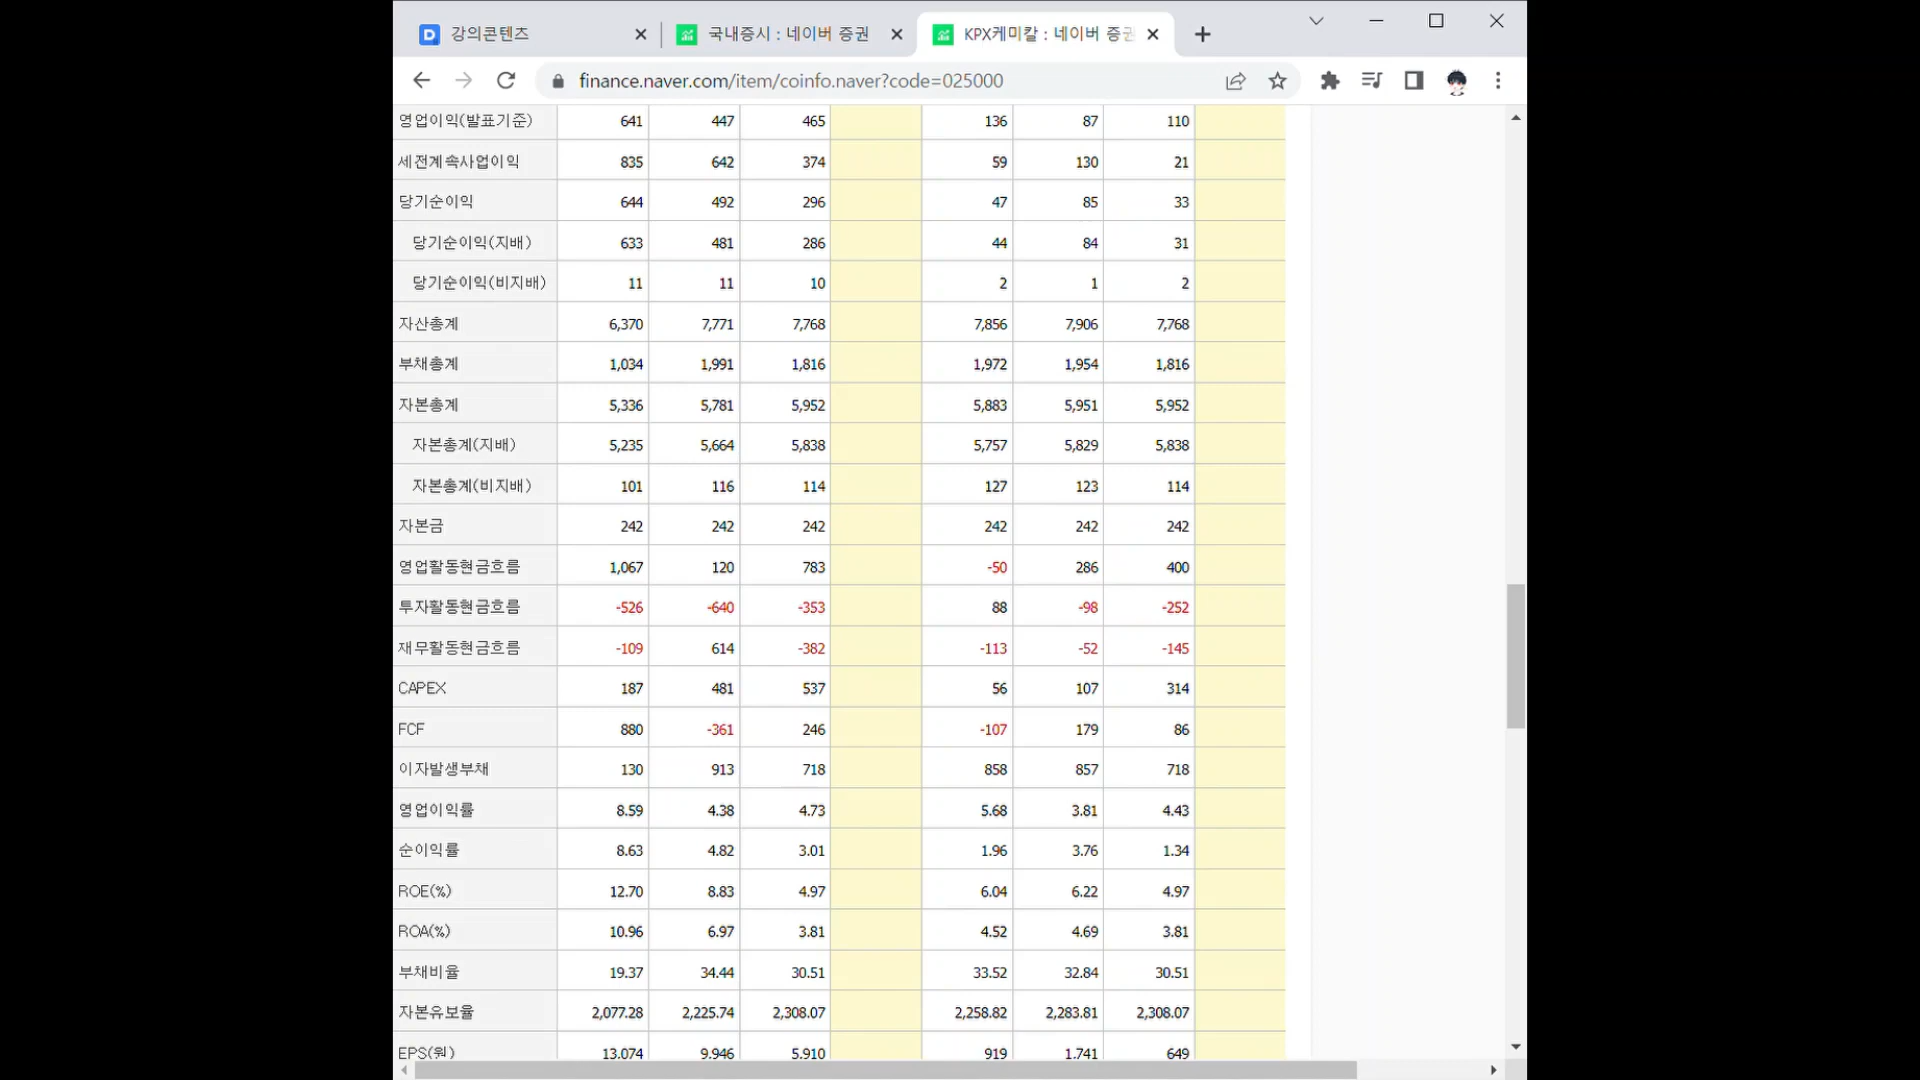 강의콘텐츠
국내증시 : 네이버 증권
KPX케미칼 : 네이버 증권
finance.naver.com/item/coinfo.naver?code=025000
영업이익(발표기준) 641 447 465 136 87 110
세전계속사업이익 835 642 374 59 130 21
당기순이익 644 492 296 47 85 33
당기순이익(지배) 633 481 286 44 84 31
당기순이익(비지배) 11 11 10 2 1 2
자산총계 6,370 7,771 7,768 7,856 7,906 7,768
부채총계 1,034 1,991 1,816 1,972 1,954 1,816
자본총계 5,336 5,781 5,952 5,883 5,951 5,952
자본총계(지배) 5,235 5,664 5,838 5,757 5,829 5,838
자본총계(비지배) 101 116 114 127 123 114
자본금 242 242 242 242 242 242
영업활동현금흐름 1,067 120 783 -50 286 400
투자활동현금흐름 -526 -640 -353 88 -98 -252
재무활동현금흐름 -109 614 -382 -113 -52 -145
CAPEX 187 481 537 56 107 314
FCF 880 -361 246 -107 179 86
이자발생부채 130 913 718 858 857 718
영업이익률 8.59 4.38 4.73 5.68 3.81 4.43
순이익률 8.63 4.82 3.01 1.96 3.76 1.34
ROE(%) 12.70 8.83 4.97 6.04 6.22 4.97
ROA(%) 10.96 6.97 3.81 4.52 4.69 3.81
부채비율 19.37 34.44 30.51 33.52 32.84 30.51
자본유보율 2,077.28 2,225.74 2,308.07 2,258.82 2,283.81 2,308.07
EPS(원) 13,074 9,946 5,910 919 1,741 649